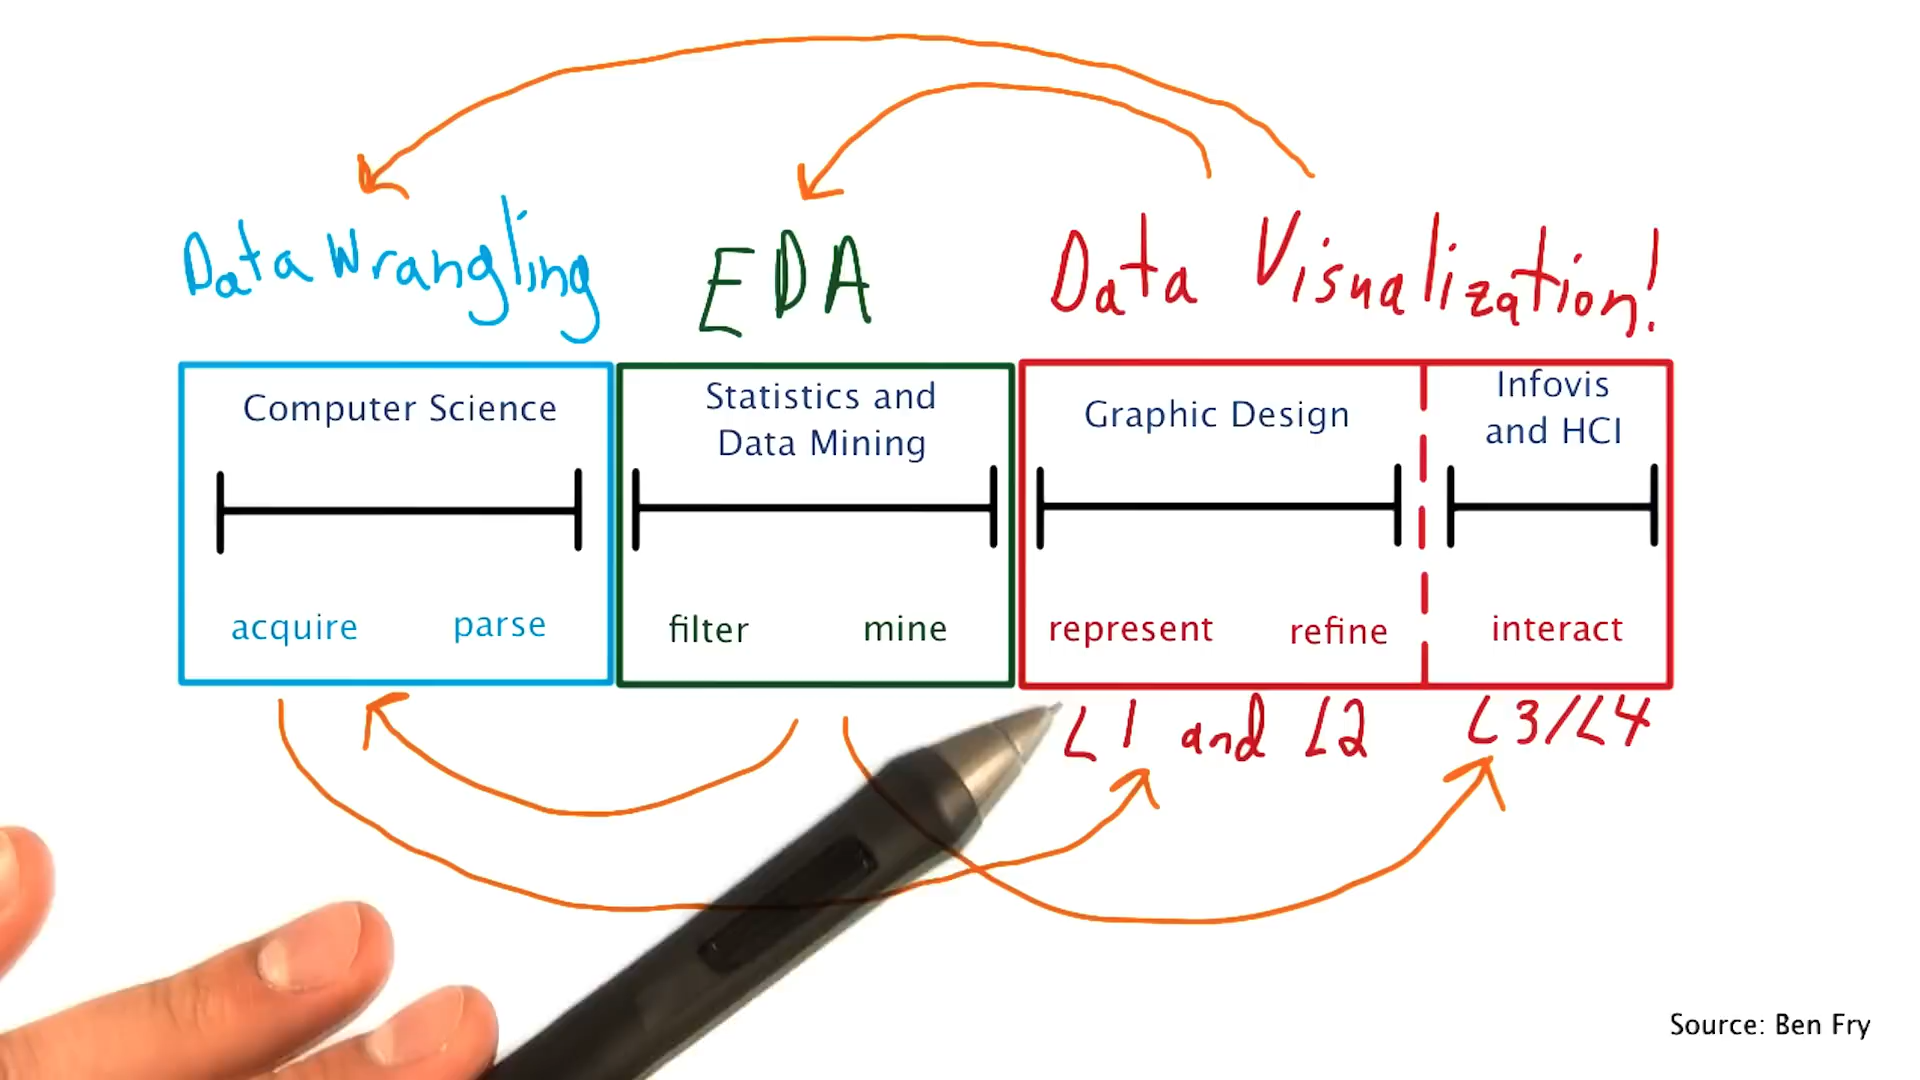 Data Wrangling
EDA
Data Visualization!
Computer Science
Statistics and
Data Mining
Graphic Design
Infovis
and HCI
acquire parse
filter mine
represent refine
interact
L1 and L2
L3/L4
Source: Ben Fry